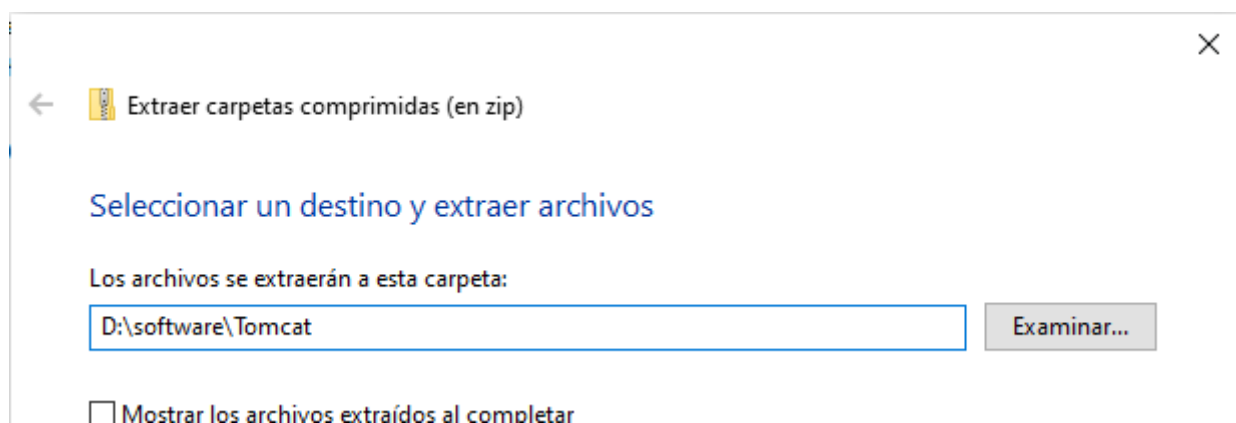 Extraer carpetas comprimidas (en zip)
Seleccionar un destino y extraer archivos
Los archivos se extraerán a esta carpeta:
D:\software\Tomcat
Examinar...
Mostrar los archivos extraídos al completar